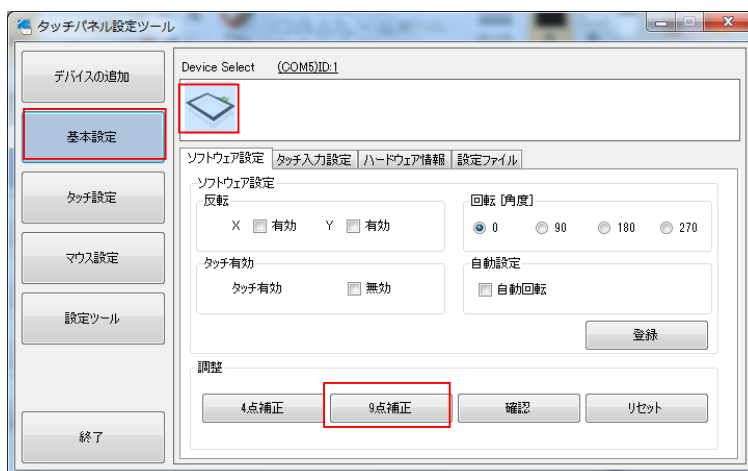 タッチパネル設定ツール
デバイスの追加
基本設定
タッチ設定
マウス設定
設定ツール
終了
Device Select (COM5)ID:1
ソフトウェア設定 タッチ入力設定 ハードウェア情報 設定ファイル
ソフトウェア設定
反転
X 有効 Y 有効
回転 [角度]
0 90 180 270
タッチ有効
タッチ有効 無効
自動設定
自動回転
登録
調整
4点補正 9点補正 確認 リセット